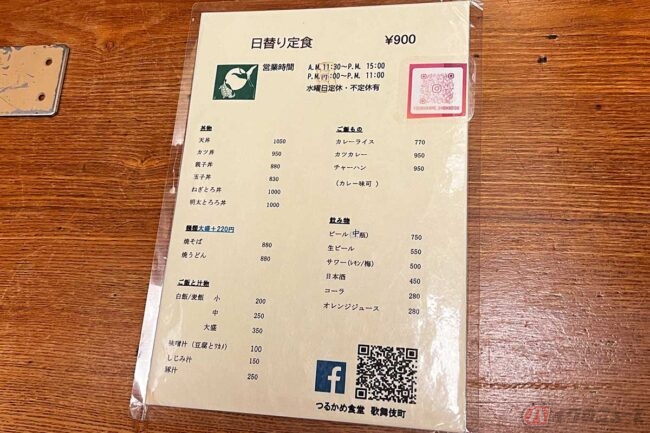 日替り定食 ¥900
営業時間 A.M.11:30~P.M. 15:00
P.M.:00~P.M. 11:00
水曜日定休・不定休有
丼物
天丼 1050
カツ丼 950
親子丼 880
玉子丼 830
ねぎとろ丼 1000
明太とろろ丼 1000
麺類大盛+220円
焼そば 880
焼うどん 880
ご飯と汁物
白飯/麦飯 小 200
中 250
大盛 350
味噌汁(豆腐とワカメ) 100
しじみ汁 150
豚汁 250
ご飯もの
カレーライス 770
カツカレー 950
チャーハン 950
(カレー味可)
飲み物
ビール(中瓶) 750
生ビール 550
サワー(レモン/梅) 500
日本酒 450
コーラ 280
オレンジジュース 280
f
つるかめ食堂 歌舞伎町